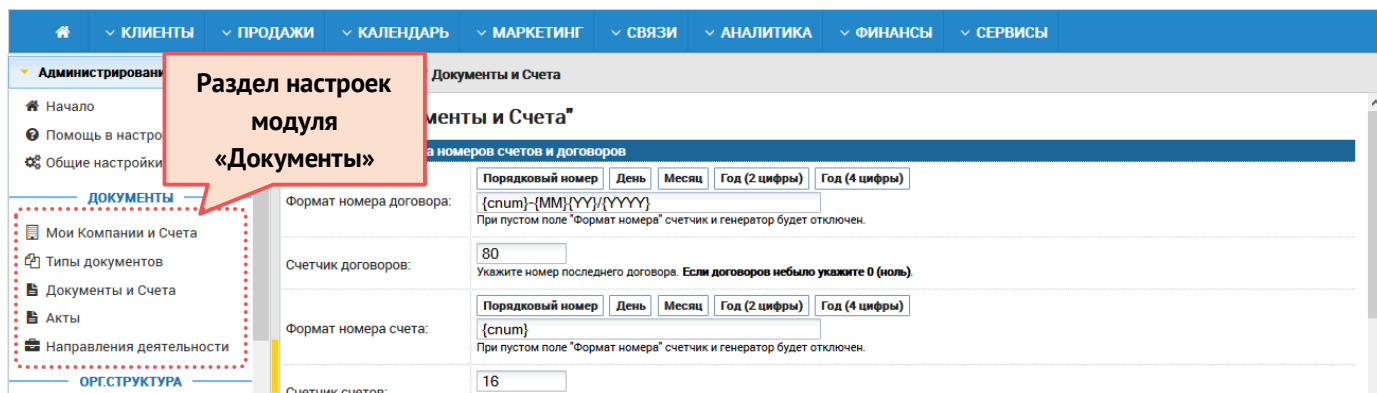 КЛИЕНТЫ ПРОДАЖИ КАЛЕНДАРЬ МАРКЕТИНГ СВЯЗИ АНАЛИТИКА ФИНАНСЫ СЕРВИСЫ
Документы и Счета
Раздел настроек
модуля
«Документы»
Начало
Помощь в
Общие настройки
ДОКУМЕНТЫ
Мои Компании и Счета
Типы документов
Документы и Счета
Акты
Направления деятельности
ОРГ.СТРУКТУРА
и Счета"
номеров счетов и договоров
Порядковый номер День Месяц Год (2 цифры) Год (4 цифры)
Формат номера договора: {cnum}-{MM}{YY}/{YYYY}
При пустом поле "Формат номера" счетчик и генератор будет отключен.
Счетчик договоров: 80
Укажите номер последнего договора. Если договоров небыло укажите 0 (ноль).
Порядковый номер День Месяц Год (2 цифры) Год (4 цифры)
Формат номера счета: {cnum}
При пустом поле "Формат номера" счетчик и генератор будет отключен.
Счетчик счетов: 16